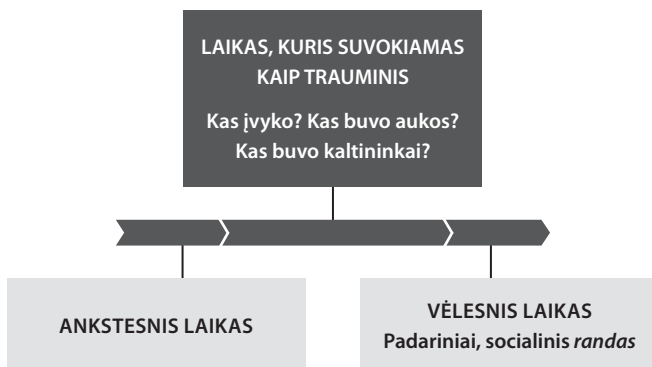 LAIKAS, KURIS SUVOKIAMAS
KAIP TRAUMINIS
Kas įvyko? Kas buvo aukos?
Kas buvo kaltininkai?
ANKSTESNIS LAIKAS
VĖLESNIS LAIKAS
Padariniai, socialinis randas